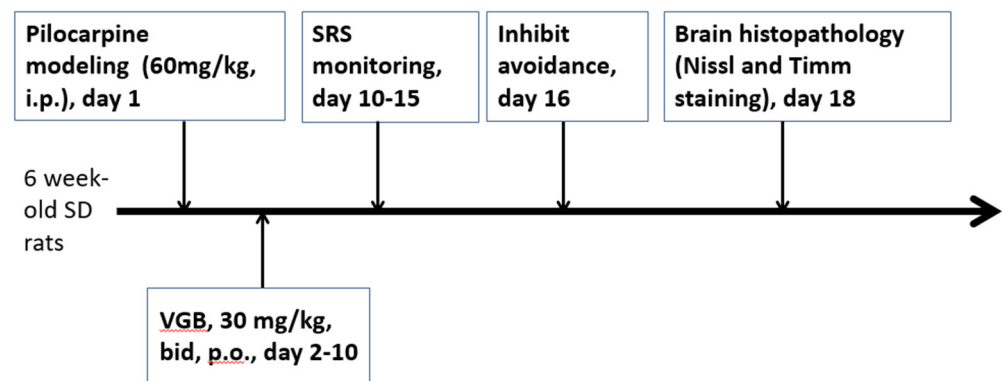 Pilocarpine
modeling (60mg/kg,
i.p.), day 1
SRS
monitoring,
day 10-15
Inhibit
avoidance,
day 16
Brain histopathology
(Nissl and Timm
staining), day 18
6 week-
old SD
rats
VGB, 30 mg/kg,
bid, p.o., day 2-10